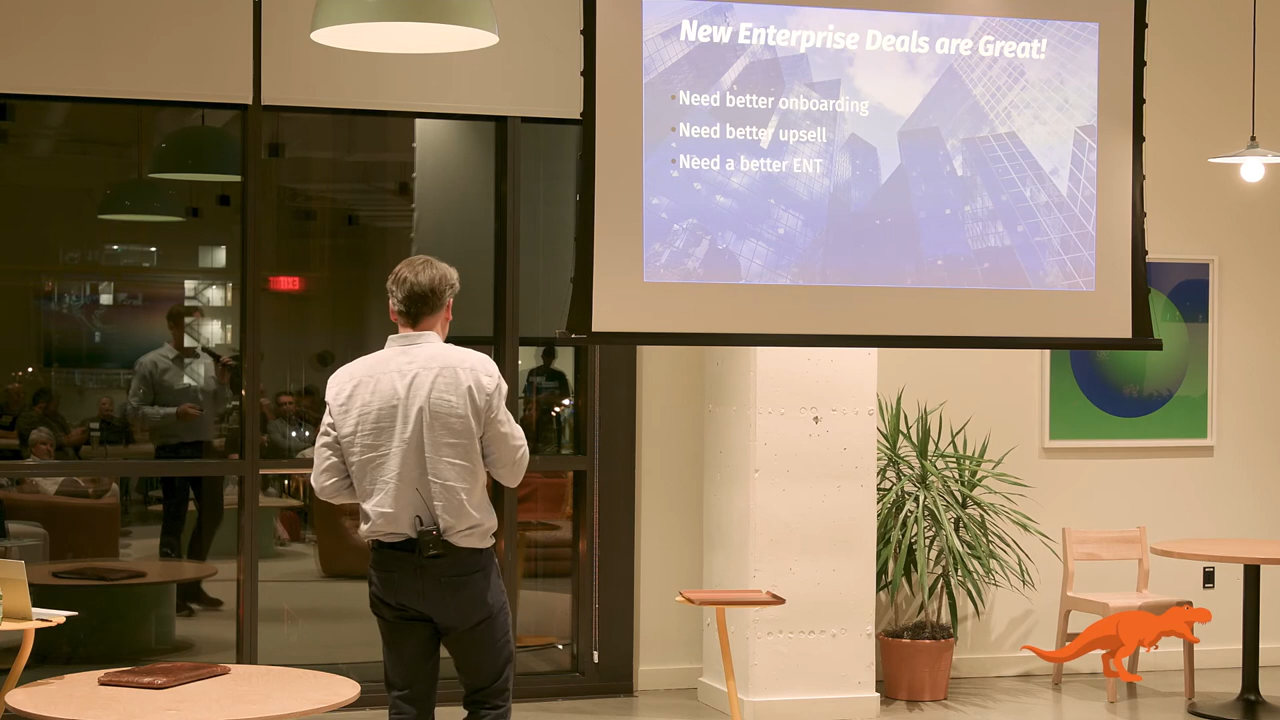 New Enterprise Deals are Great!
Need better onboarding
Need better upsell
Need a better ENT
EXIT